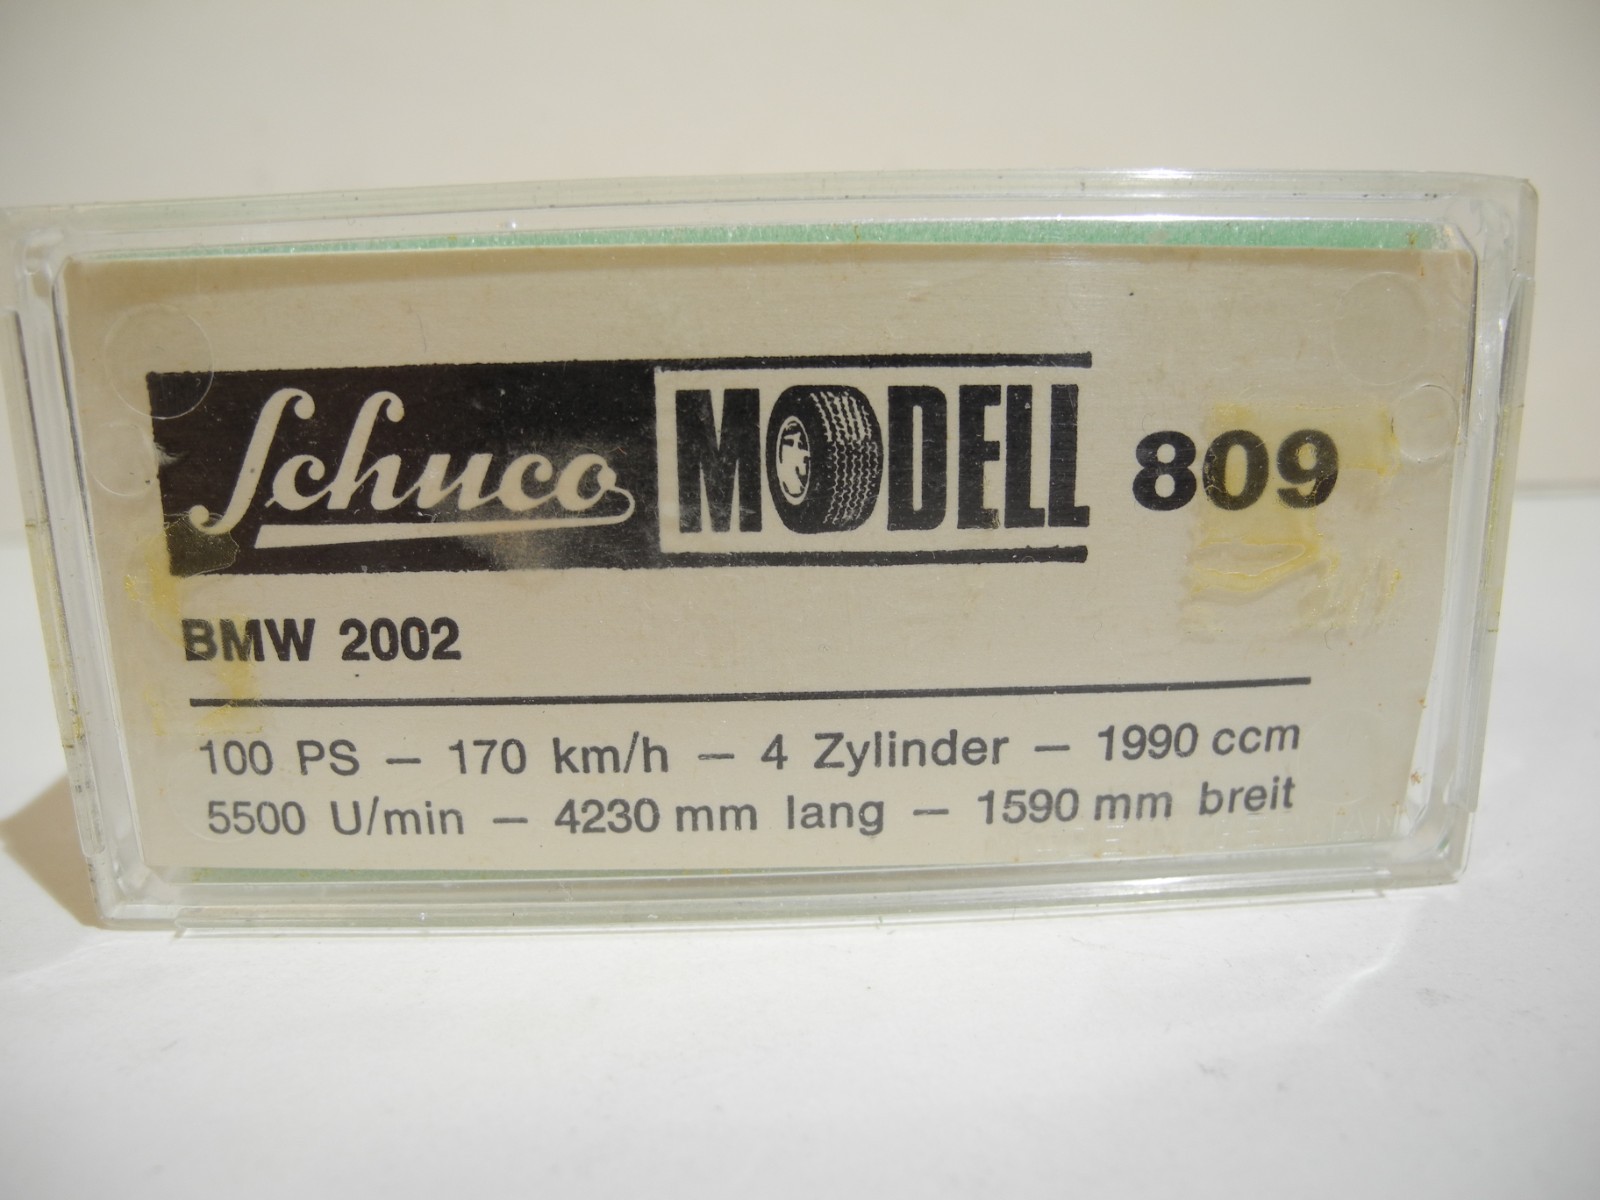 Schuco MODELL 809
BMW 2002
100 PS – 170 km/h – 4 Zylinder – 1990 ccm
5500 U/min – 4230 mm lang – 1590 mm breit